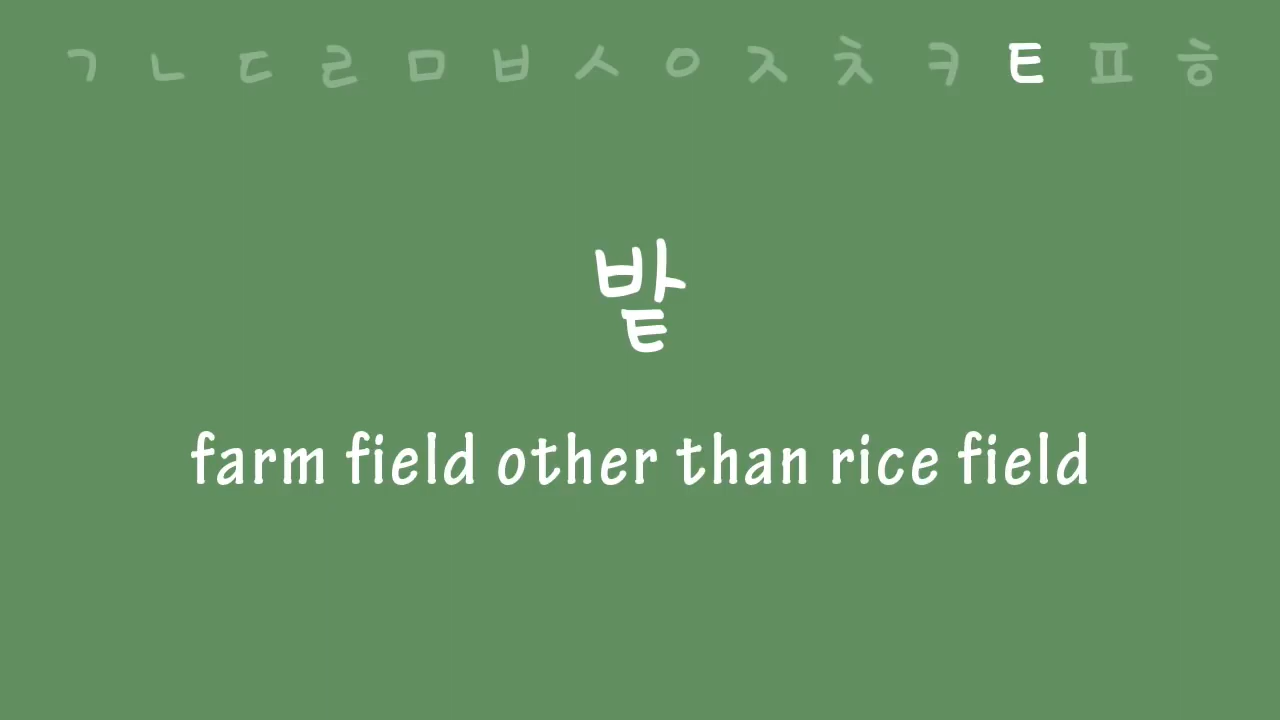 ㄱ ㄴ ㄷ ㄹ ㅁ ㅂ ㅅ ㅇ ㅈ ㅊ ㅋ ㅌ ㅍ ㅎ
밭
farm field other than rice field